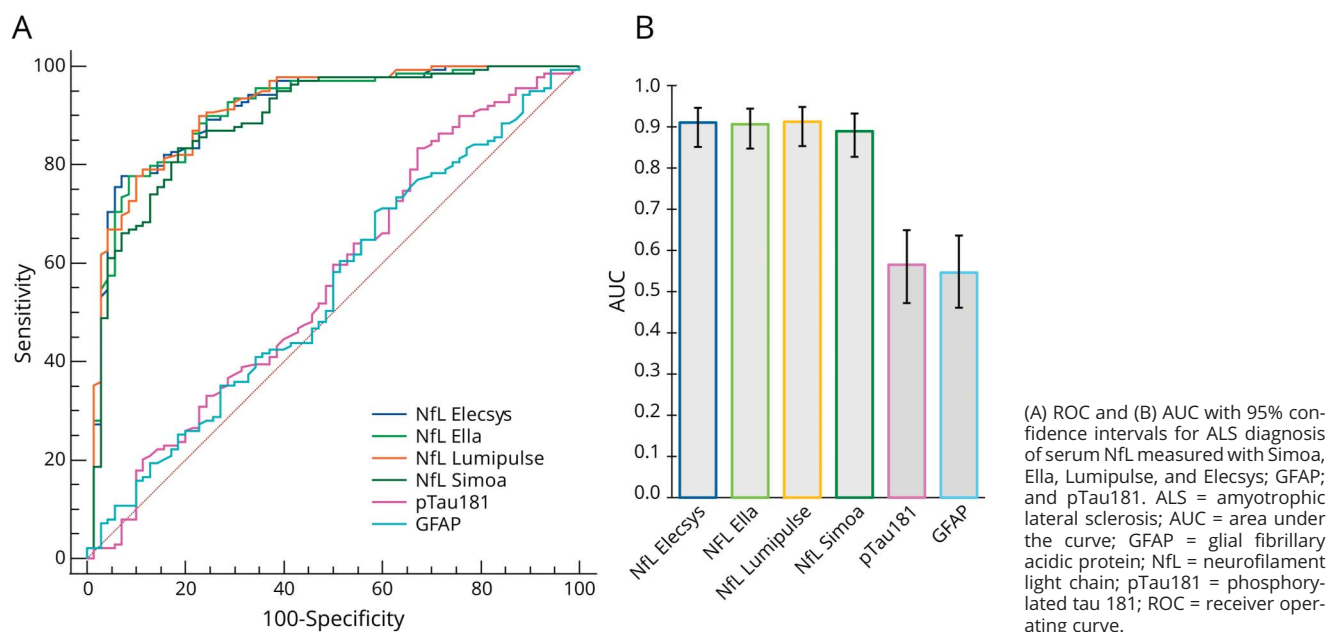 A
100
80
60
40
20
0
Sensitivity
0 20 40 60 80 100
100-Specificity
NfL Elecsys
NfL Ella
NfL Lumipulse
NfL Simoa
pTau181
GFAP
B
1.0
0.9
0.8
0.7
0.6
0.5
0.4
0.3
0.2
0.1
0.0
AUC
NfL Elecsys
NFL Ella
NfL Lumipulse
NfL Simoa
pTau181
GFAP
(A) ROC and (B) AUC with 95% con-
fidence intervals for ALS diagnosis
of serum NfL measured with Simoa,
Ella, Lumipulse, and Elecsys; GFAP;
and pTau181. ALS = amyotrophic
lateral sclerosis; AUC = area under
the curve; GFAP = glial fibrillary
acidic protein; NfL = neurofilament
light chain; pTau181 = phosphory-
lated tau 181; ROC = receiver oper-
ating curve.